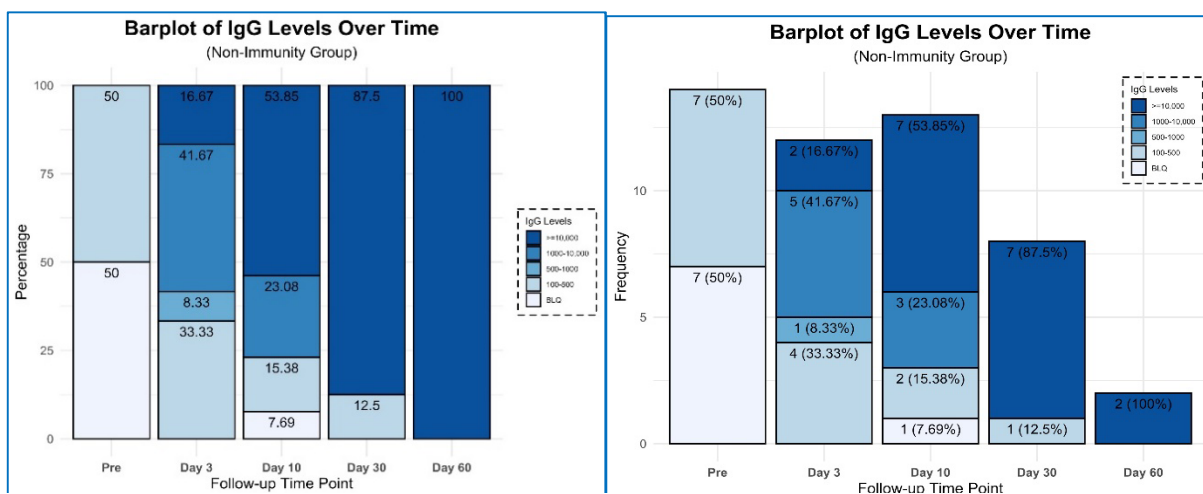 Barplot of IgG Levels Over Time
(Non-Immunity Group)
Percentage
100
75
50
25
0
50
50
16.67
41.67
8.33
33.33
53.85
23.08
15.38
7.69
87.5
12.5
100
Pre
Day 3
Day 10
Day 30
Day 60
Follow-up Time Point
IgG Levels
>=10,000
1000-10,000
500-1000
100-500
BLQ
Barplot of IgG Levels Over Time
(Non-Immunity Group)
Frequency
10
5
0
7 (50%)
7 (50%)
2 (16.67%)
5 (41.67%)
1 (8.33%)
4 (33.33%)
7 (53.85%)
3 (23.08%)
2 (15.38%)
1 (7.69%)
7 (87.5%)
1 (12.5%)
2 (100%)
Pre
Day 3
Day 10
Day 30
Day 60
Follow-up Time Point
IgG Levels
>=10,000
1000-10,000
500-1000
100-500
BLQ